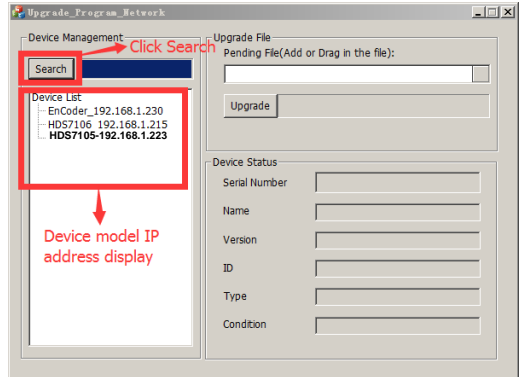 Upgrade_Program_Network
Device Management
Click Search
Search
Device List
EnCoder_192.168.1.230
HDS7106_192.168.1.215
HDS7105-192.168.1.223
Device model IP
address display
Upgrade File
Pending File(Add or Drag in the file):
Upgrade
Device Status
Serial Number
Name
Version
ID
Type
Condition